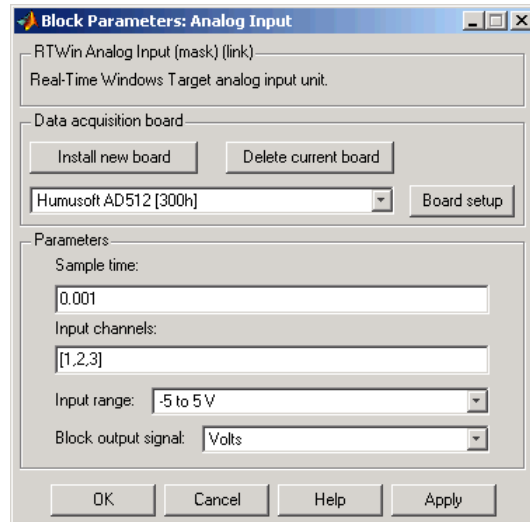 Block Parameters: Analog Input
RTWin Analog Input (mask) (link)
Real-Time Windows Target analog input unit.
Data acquisition board
Install new board Delete current board
Humusoft AD512 [300h] Board setup
Parameters
Sample time:
0.001
Input channels:
[1,2,3]
Input range: -5 to 5 V
Block output signal: Volts
OK Cancel Help Apply